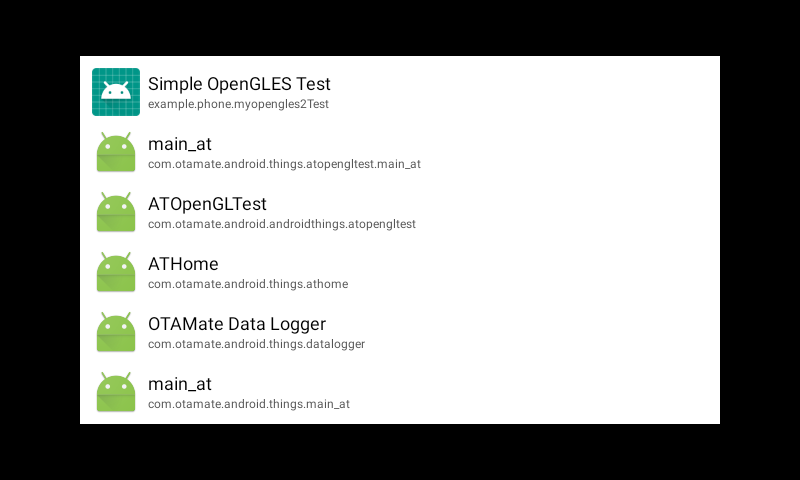 Simple OpenGLES Test
example.phone.myopengles2Test
main_at
com.otamate.android.things.atopengltest.main_at
ATOpenGLTest
com.otamate.android.androidthings.atopengltest
ATHome
com.otamate.android.things.athome
OTAMate Data Logger
com.otamate.android.things.datalogger
main_at
com.otamate.android.things.main_at